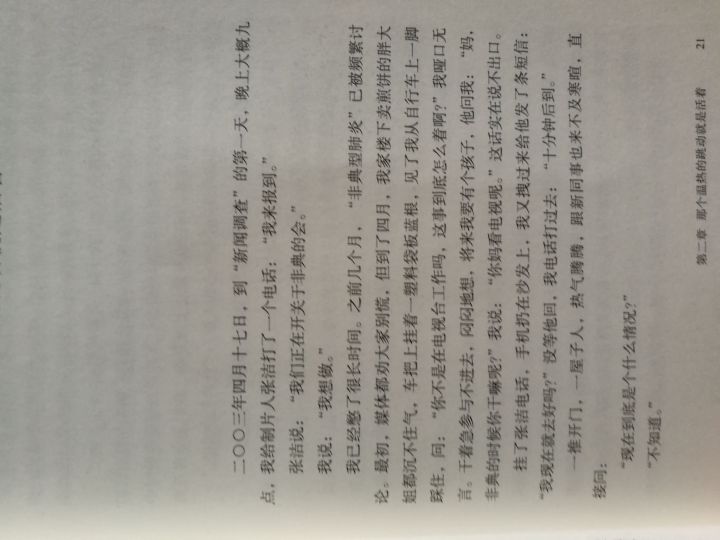 二〇〇三年四月十七日，到“新闻调查”的第一天，晚上大概九
点，我给制片人张洁打了一个电话：“我来报到。”
张洁说：“我们正在开关于非典的会。”
我说：“我想做。”
我已经憋了很长时间。之前几个月，“非典型肺炎”已被频繁讨
论。最初，媒体都劝大家别慌，但到了四月，我家楼下卖煎饼的胖大
姐都沉不住气，车把上挂着一塑料袋板蓝根，见了我从自行车上一脚
踩住，问：“你不是在电视台工作吗，这事到底怎么着啊？”我哑口无
言。干着急参与不进去，闷闷地想，将来我要有个孩子，他问我：“妈，
非典的时候你干嘛呢？”我说：“你妈看电视呢。”这话实在说不出口。
挂了张洁电话，手机扔在沙发上，我又拽过来给他发了条短信：
“我现在就去好吗？”没等他回，我电话打过去：“十分钟后到。”
一推开门，一屋子人，热气腾腾，跟新同事也来不及寒暄，直
接问：
“现在到底是个什么情况？”
“不知道。”
第二章 那个温热的跳动就是活着 21